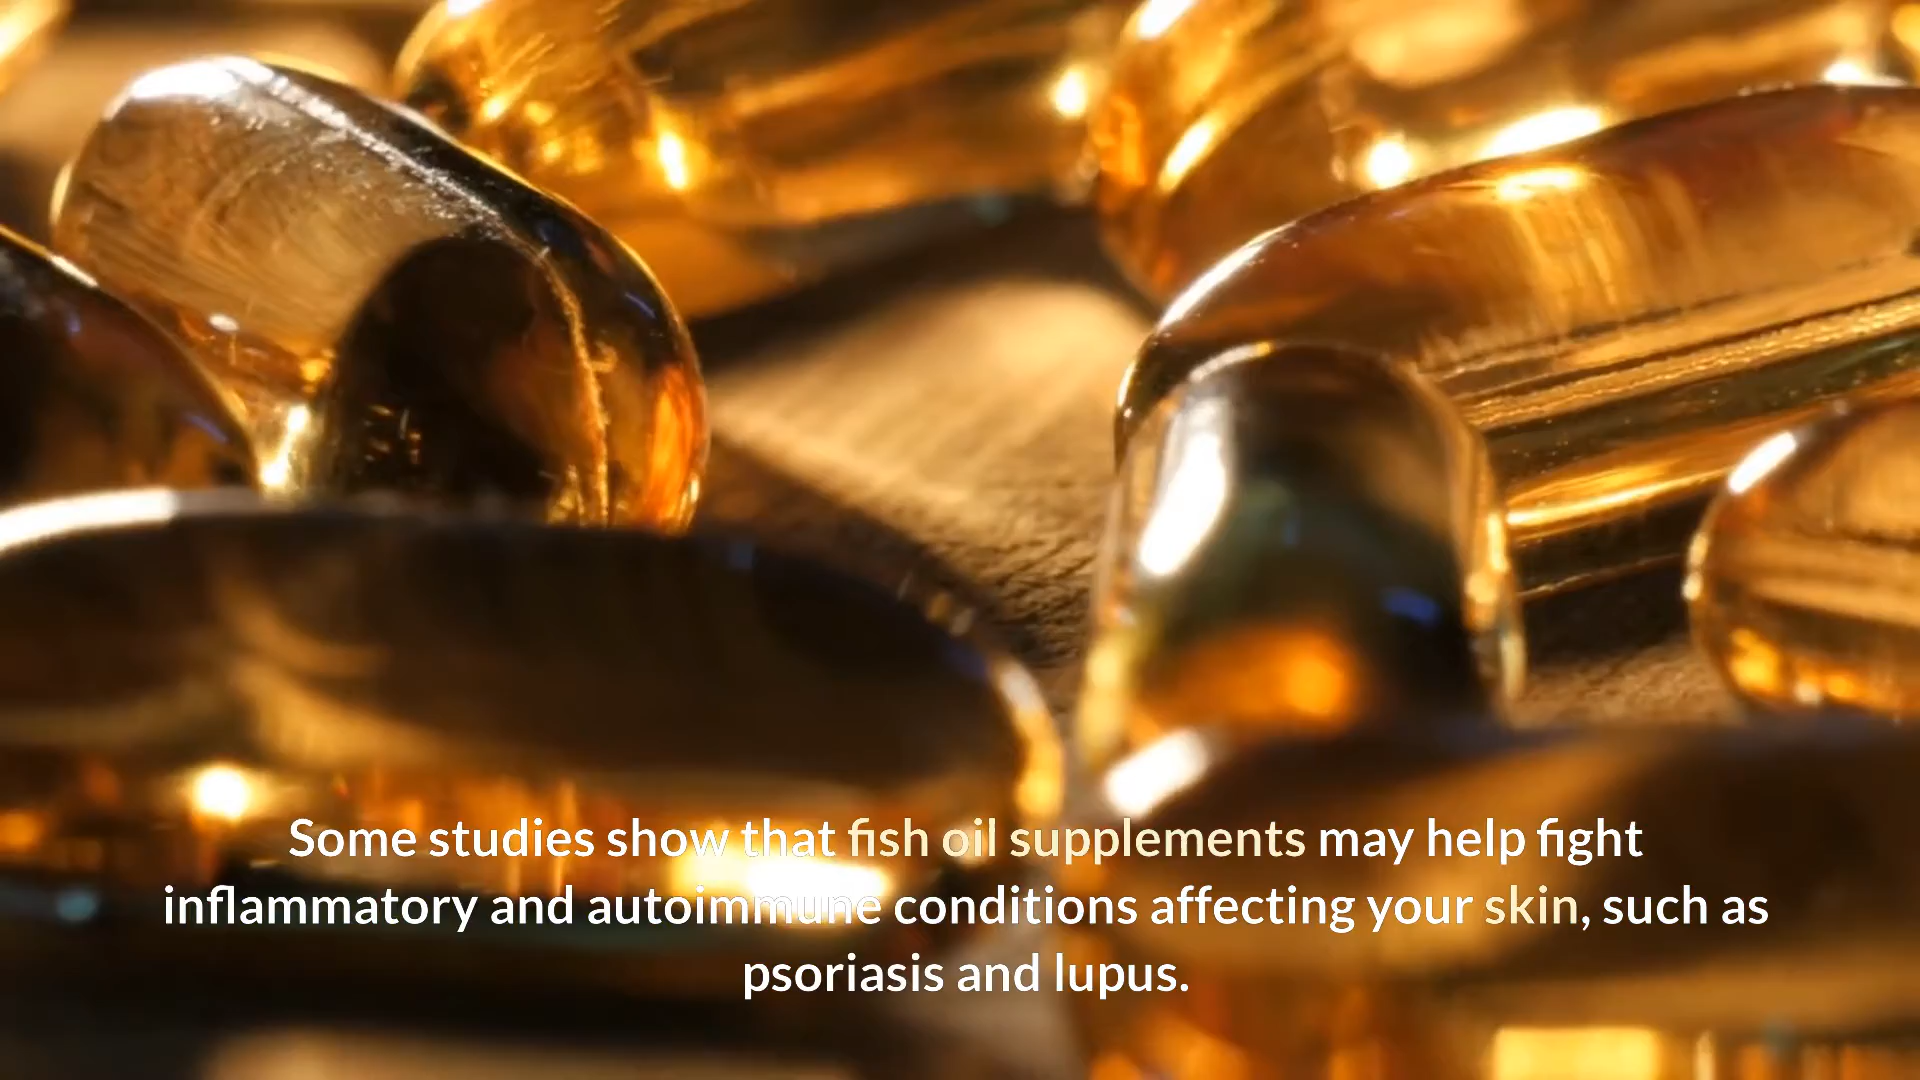 Some studies show that fish oil supplements may help fight
inflammatory and autoimmune conditions affecting your skin, such as
psoriasis and lupus.